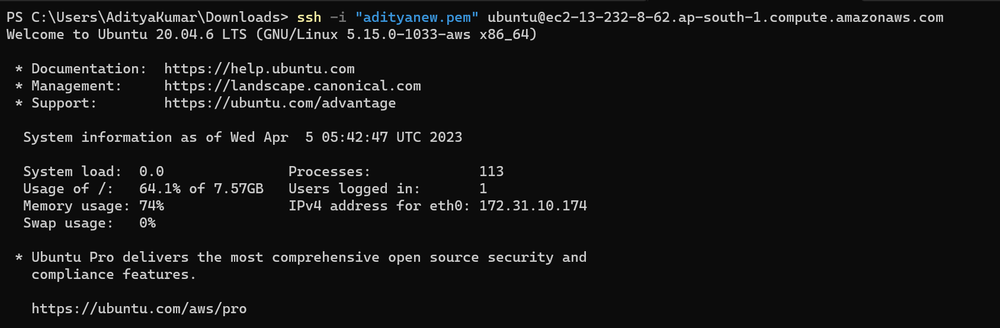 PS C:\Users\AdityaKumar\Downloads> ssh -i "adityanew.pem" ubuntu@ec2-13-232-8-62.ap-south-1.compute.amazonaws.com
Welcome to Ubuntu 20.04.6 LTS (GNU/Linux 5.15.0-1033-aws x86_64)

 * Documentation:  https://help.ubuntu.com
 * Management:     https://landscape.canonical.com
 * Support:        https://ubuntu.com/advantage

  System information as of Wed Apr  5 05:42:47 UTC 2023

  System load:  0.0               Processes:             113
  Usage of /:   64.1% of 7.57GB   Users logged in:       1
  Memory usage: 74%               IPv4 address for eth0: 172.31.10.174
  Swap usage:   0%

 * Ubuntu Pro delivers the most comprehensive open source security and
   compliance features.

   https://ubuntu.com/aws/pro